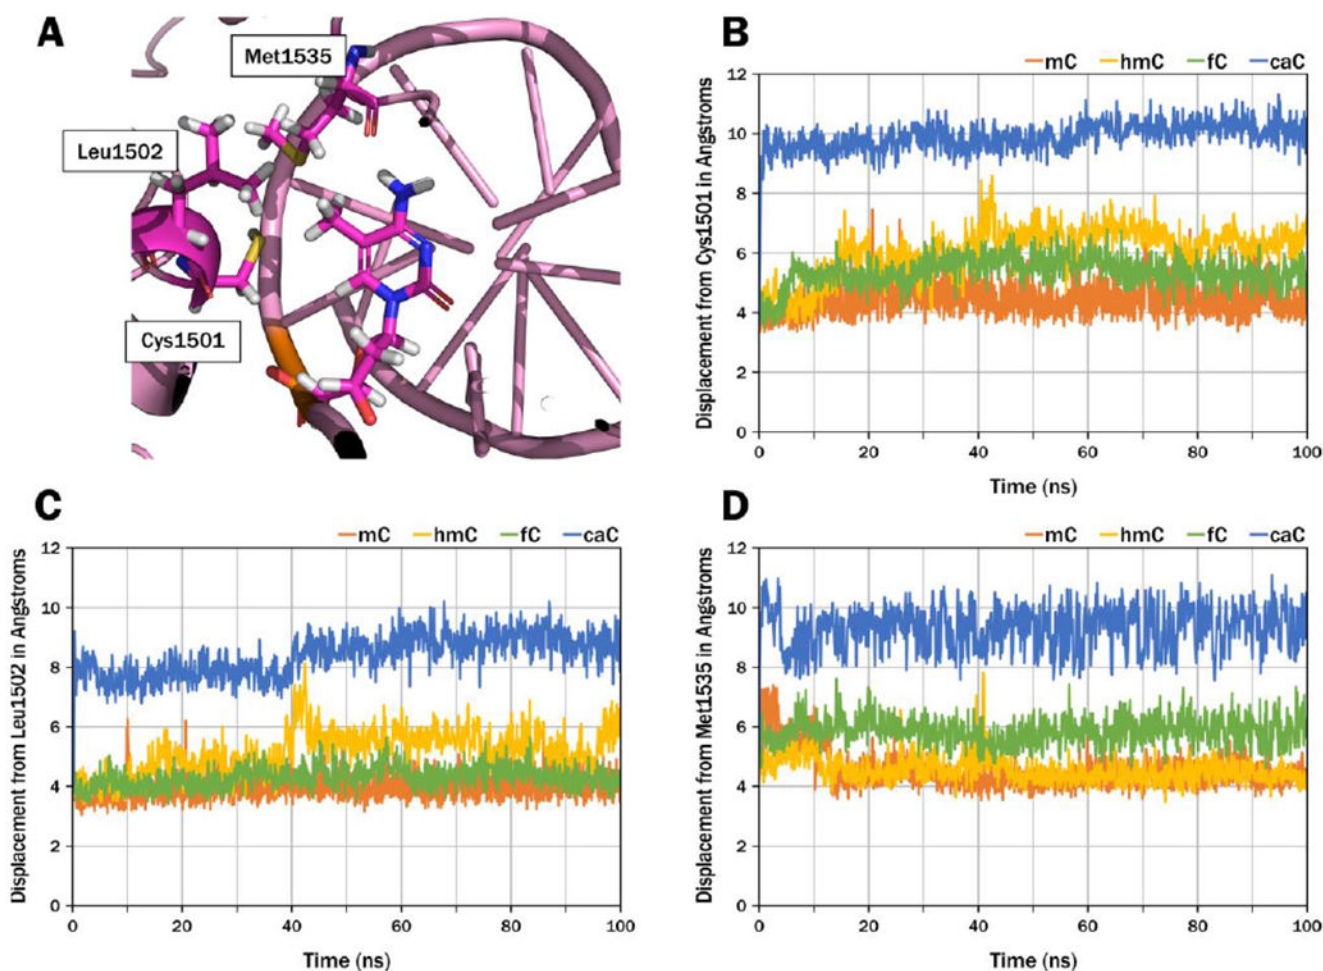 A
Met1535
Leu1502
Cys1501
B
mC hmC fC caC
Displacement from Cys1501 in Angstroms
12
10
8
6
4
2
0
0 20 40 60 80 100
Time (ns)
C
mC hmC fC caC
Displacement from Leu1502 in Angstroms
12
10
8
6
4
2
0
0 20 40 60 80 100
Time (ns)
D
mC hmC fC caC
Displacement from Met1535 in Angstroms
12
10
8
6
4
2
0
0 20 40 60 80 100
Time (ns)